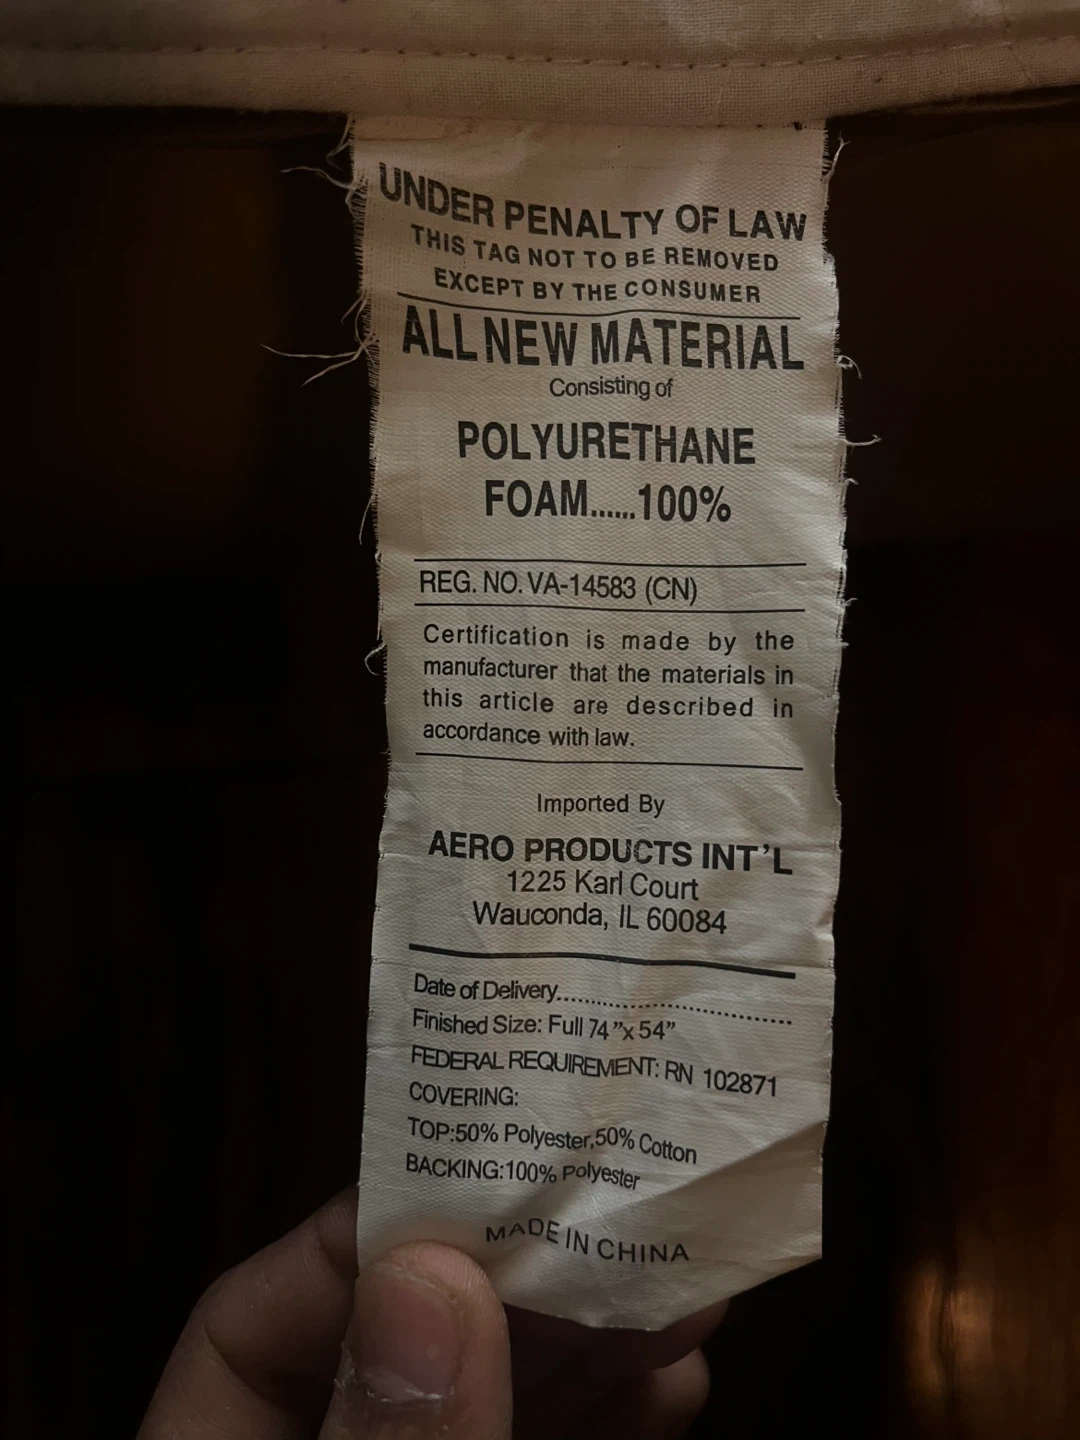 UNDER PENALTY OF LAW
THIS TAG NOT TO BE REMOVED
EXCEPT BY THE CONSUMER
ALL NEW MATERIAL
Consisting of
POLYURETHANE
FOAM......100%
REG. NO. VA-14583 (CN)
Certification is made by the
manufacturer that the materials in
this article are described in
accordance with law.
Imported By
AERO PRODUCTS INT'L
1225 Karl Court
Wauconda, IL 60084
Date of Delivery......................................
Finished Size: Full 74"x 54"
FEDERAL REQUIREMENT: RN 102871
COVERING:
TOP:50% Polyester,50% Cotton
BACKING:100% Polyester
MADE IN CHINA